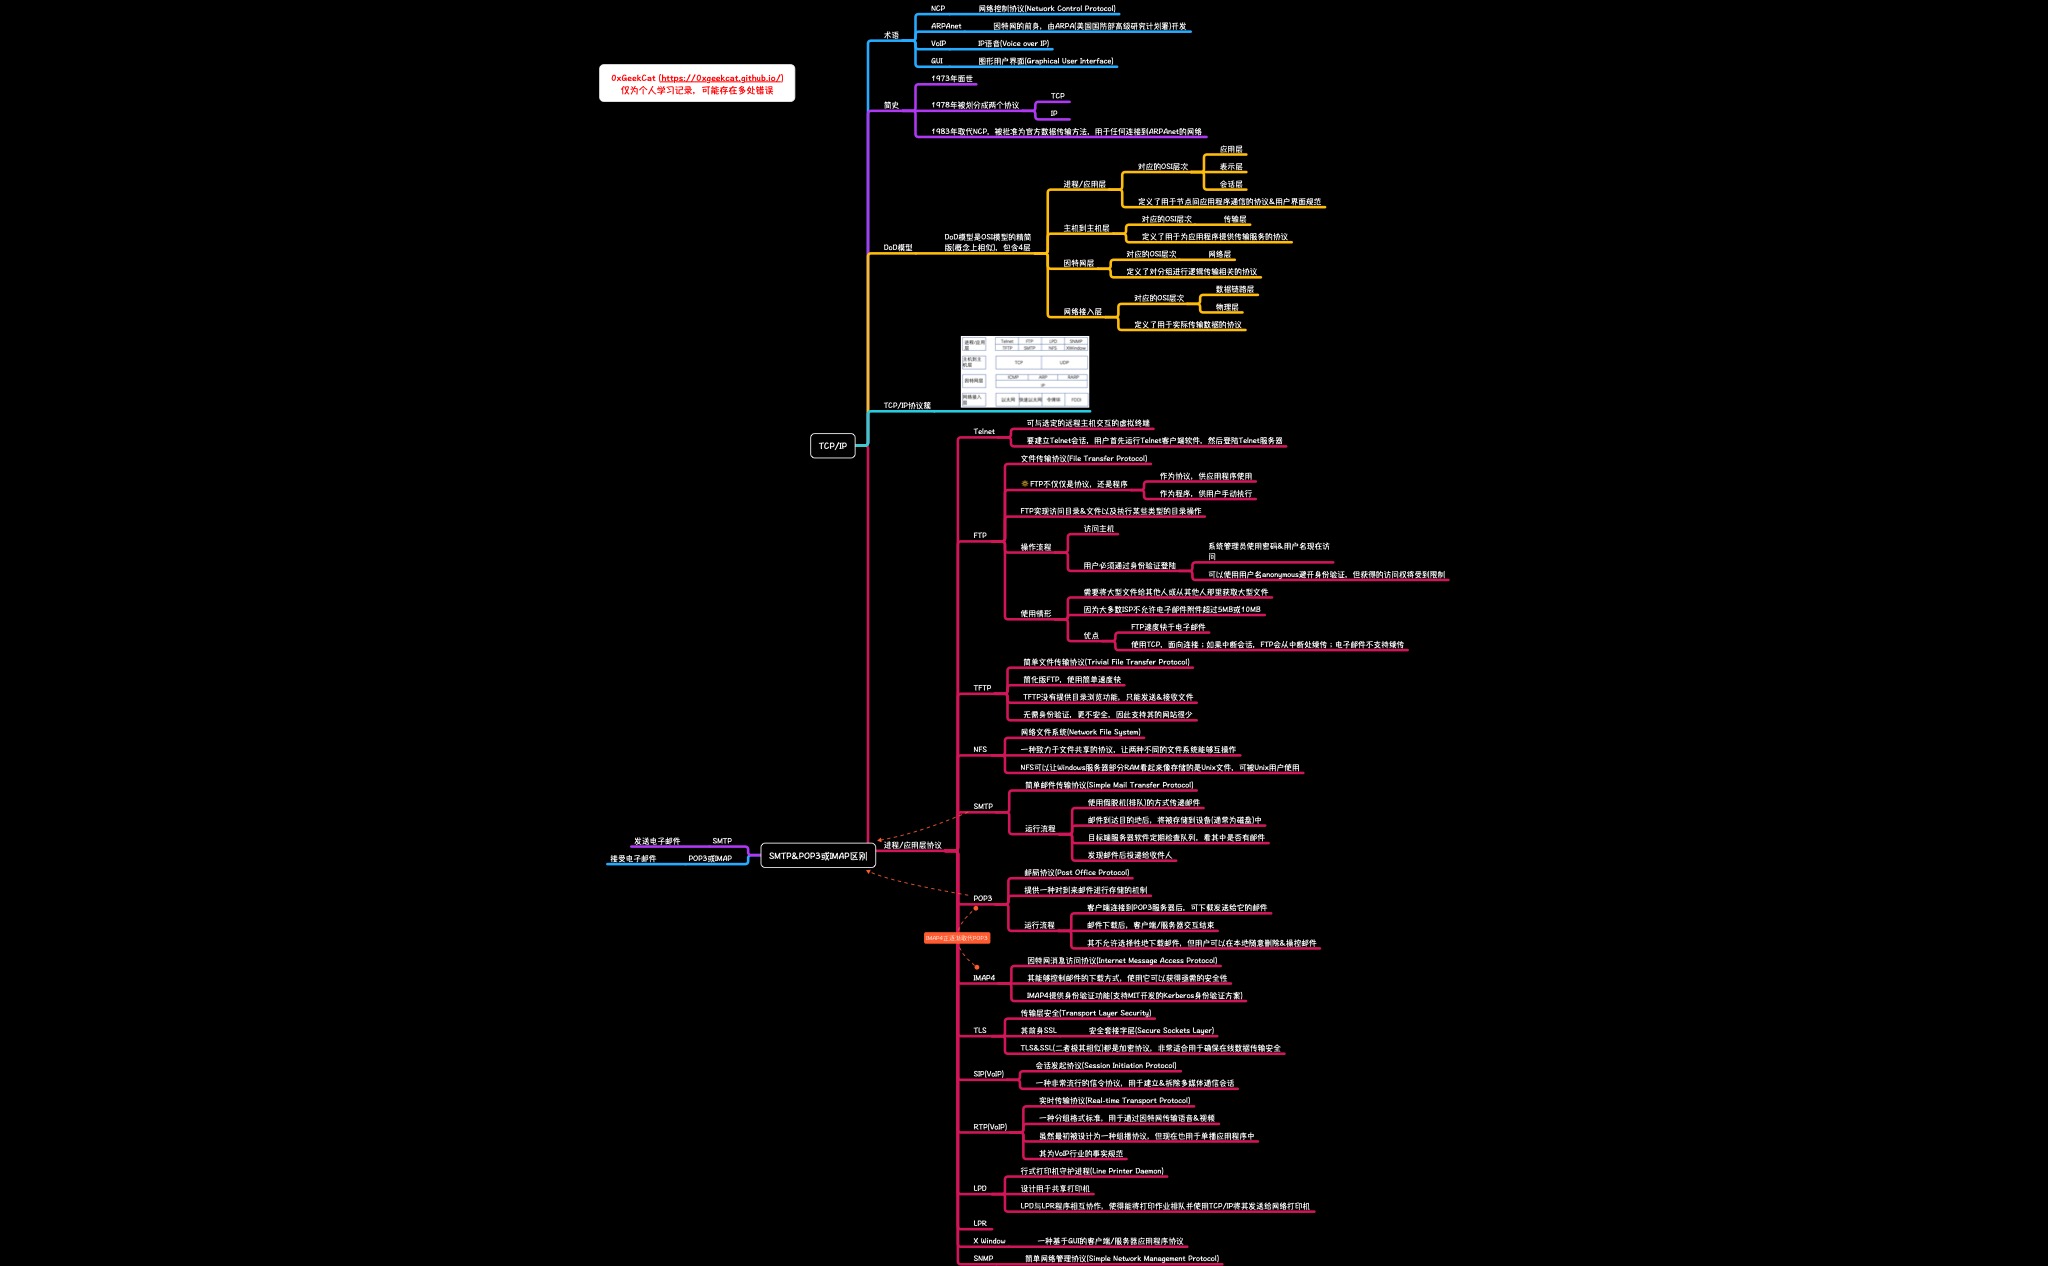 0xGeekCat (https://0xgeekcat.github.io/)
仅为个人学习记录，可能存在多处错误
TCP/IP
术语
NCP
网络控制协议(Network Control Protocol)
ARPAnet
因特网的前身，由ARPA(美国国防部高级研究计划署)开发
VoIP
IP语音(Voice over IP)
GUI
图形用户界面(Graphical User Interface)
简史
1973年面世
1978年被划分成两个协议
TCP
IP
1983年取代NCP，被批准为官方数据传输方法，用于任何连接到ARPAnet的网络
DoD模型
DoD模型是OSI模型的精简
版(概念上相似)，包含4层
进程/应用层
对应的OSI层次
应用层
表示层
会话层
定义了用于节点间应用程序通信的协议&用户界面规范
主机到主机层
对应的OSI层次
传输层
定义了用于为应用程序提供传输服务的协议
因特网层
对应的OSI层次
网络层
定义了对分组进行逻辑传输相关的协议
网络接入层
对应的OSI层次
数据链路层
物理层
定义了用于实际传输数据的协议
TCP/IP协议簇
进程/应用
层
Telnet
FTP
LPD
SNMP
TFTP
SMTP
NFS
XWindow
主机到主
机层
TCP
UDP
因特网层
ICMP
ARP
RARP
IP
网络接入
层
以太网
快速以太网
令牌环
FDDI
进程/应用层协议
Telnet
可与选定的远程主机交互的虚拟终端
要建立Telnet会话，用户首先运行Telnet客户端软件，然后登陆Telnet服务器
FTP
文件传输协议(File Transfer Protocol)
FTP不仅仅是协议，还是程序
作为协议，供应用程序使用
作为程序，供用户手动执行
FTP实现访问目录&文件以及执行某些类型的目录操作
操作流程
访问主机
用户必须通过身份验证登陆
系统管理员使用密码&用户名现在访
问
可以使用用户名anonymous避开身份验证，但获得的访问权将受到限制
使用情形
需要将大型文件给其他人或从其他人那里获取大型文件
因为大多数ISP不允许电子邮件附件超过5MB或10MB
优点
FTP速度快于电子邮件
使用TCP，面向连接；如果中断会话，FTP会从中断处续传；电子邮件不支持续传
TFTP
简单文件传输协议(Trivial File Transfer Protocol)
简化版FTP，使用简单速度快
TFTP没有提供目录浏览功能，只能发送&接收文件
无需身份验证，更不安全，因此支持其的网站很少
NFS
网络文件系统(Network File System)
一种致力于文件共享的协议，让两种不同的文件系统能够互操作
NFS可以让Windows服务器部分RAM看起来像存储的是Unix文件，可被Unix用户使用
SMTP
简单邮件传输协议(Simple Mail Transfer Protocol)
运行流程
使用假脱机(排队)的方式传递邮件
邮件到达目的地后，将被存储到设备(通常为磁盘)中
目标端服务器软件定期检查队列，看其中是否有邮件
发现邮件后投递给收件人
POP3
邮局协议(Post Office Protocol)
提供一种对到来邮件进行存储的机制
运行流程
客户端连接到POP3服务器后，可下载发送给它的邮件
邮件下载后，客户端/服务器交互结束
其不允许选择性地下载邮件，但用户可以在本地随意删除&操控邮件
IMAP4正逐渐取代POP3
IMAP4
因特网消息访问协议(Internet Message Access Protocol)
其能够控制邮件的下载方式，使用它可以获得亟需的安全性
IMAP4提供身份验证功能(支持MIT开发的Kerberos身份验证方案)
TLS
传输层安全(Transport Layer Security)
其前身SSL
安全套接字层(Secure Sockets Layer)
TLS&SSL(二者极其相似)都是加密协议，非常适合用于确保在线数据传输安全
SIP(VoIP)
会话发起协议(Session Initiation Protocol)
一种非常流行的信令协议，用于建立&拆除多媒体通信会话
RTP(VoIP)
实时传输协议(Real-time Transport Protocol)
一种分组格式标准，用于通过因特网传输语音&视频
虽然最初被设计为一种组播协议，但现在也用于单播应用程序中
其为VoIP行业的事实规范
LPD
行式打印机守护进程(Line Printer Daemon)
设计用于共享打印机
LPD与LPR程序相互协作，使得能将打印作业排队并使用TCP/IP将其发送给网络打印机
LPR
X Window
一种基于GUI的客户端/服务器应用程序协议
SNMP
简单网络管理协议(Simple Network Management Protocol)
SMTP&POP3或IMAP区别
发送电子邮件
SMTP
接受电子邮件
POP3或IMAP